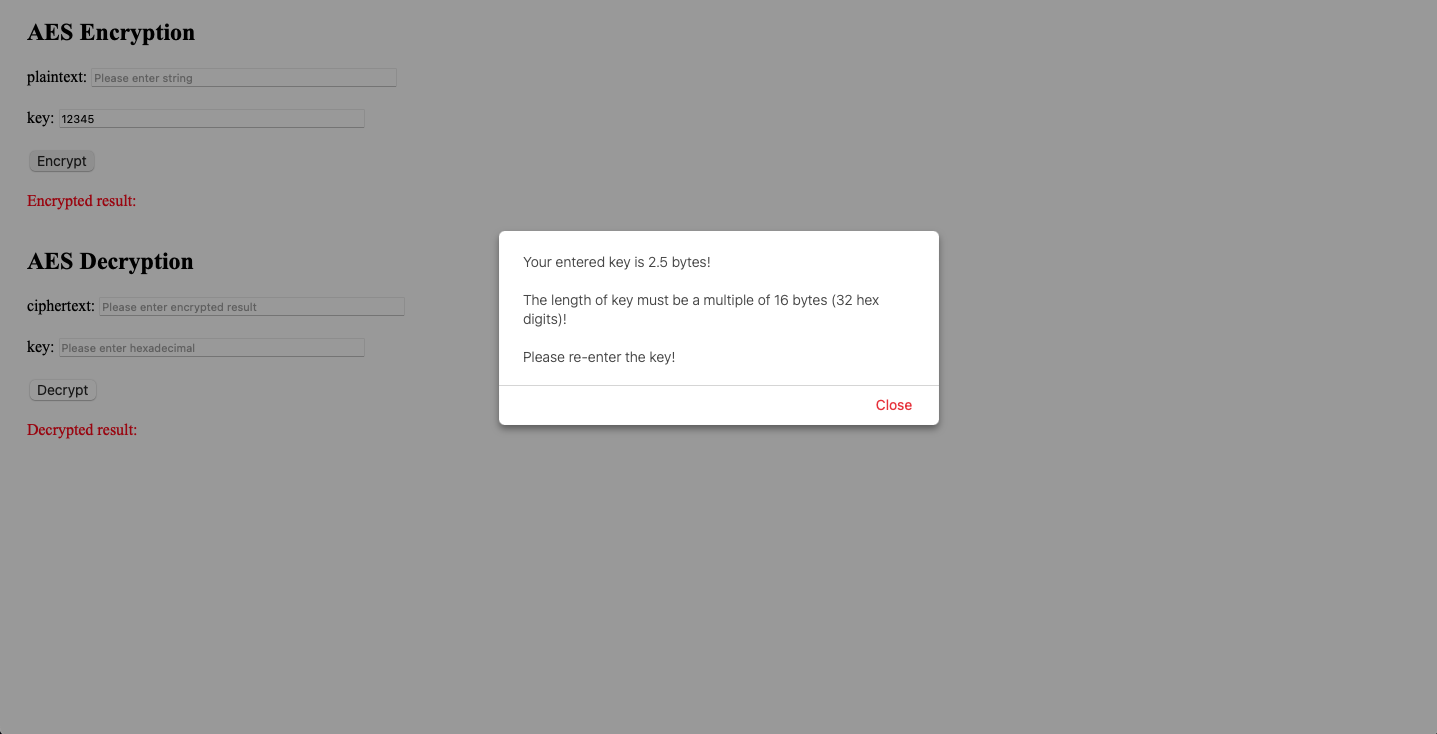 AES Encryption
plaintext: Please enter string
key: 12345
Encrypt
Encrypted result:
AES Decryption
ciphertext: Please enter encrypted result
key: Please enter hexadecimal
Decrypt
Decrypted result:
Your entered key is 2.5 bytes!
The length of key must be a multiple of 16 bytes (32 hex
digits)!
Please re-enter the key!
Close